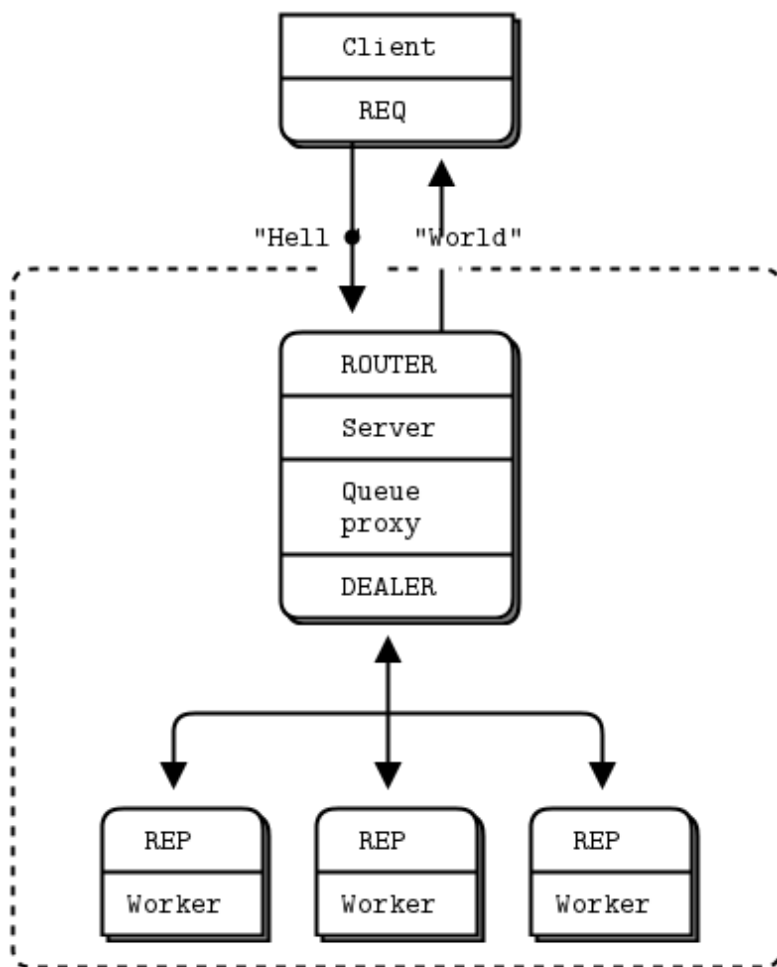 Client
REQ
"Hell " "World"
ROUTER
Server
Queue
proxy
DEALER
REP REP REP
Worker Worker Worker